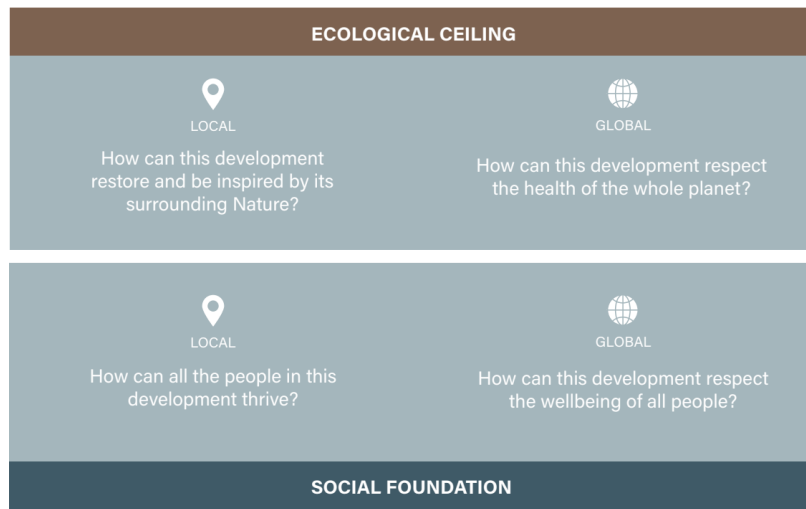 ECOLOGICAL CEILING
LOCAL
How can this development
restore and be inspired by its
surrounding Nature?
GLOBAL
How can this development respect
the health of the whole planet?
LOCAL
How can all the people in this
development thrive?
GLOBAL
How can this development respect
the wellbeing of all people?
SOCIAL FOUNDATION